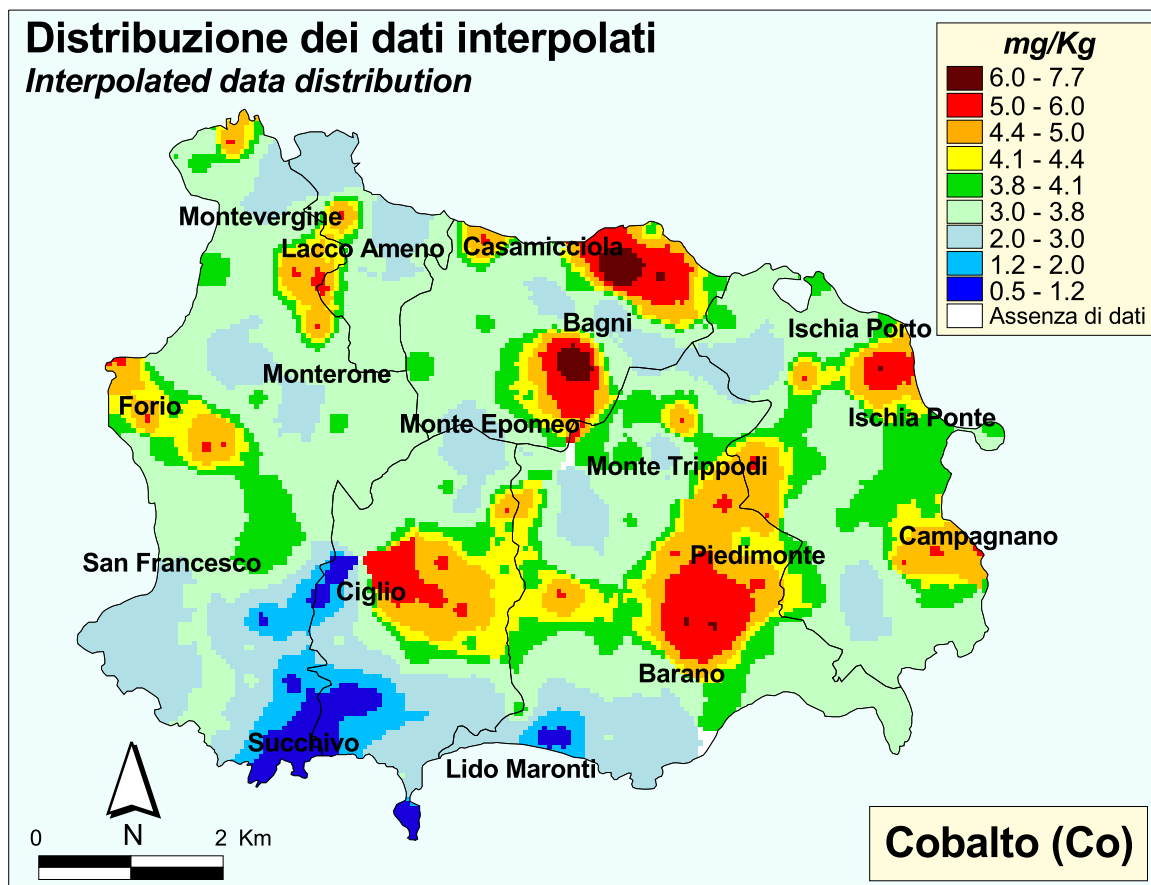 Distribuzione dei dati interpolati
Interpolated data distribution
mg/Kg
6.0 - 7.7
5.0 - 6.0
4.4 - 5.0
4.1 - 4.4
3.8 - 4.1
3.0 - 3.8
2.0 - 3.0
1.2 - 2.0
0.5 - 1.2
Assenza di dati
Montevergine
Lacco Ameno
Casamicciola
Bagni
Ischia Porto
Monterone
Forio
Monte Epomeo
Ischia Ponte
Monte Trippodi
Campagnano
San Francesco
Piedimonte
Ciglio
Barano
Succhivo
Lido Maronti
0 N 2 Km
Cobalto (Co)